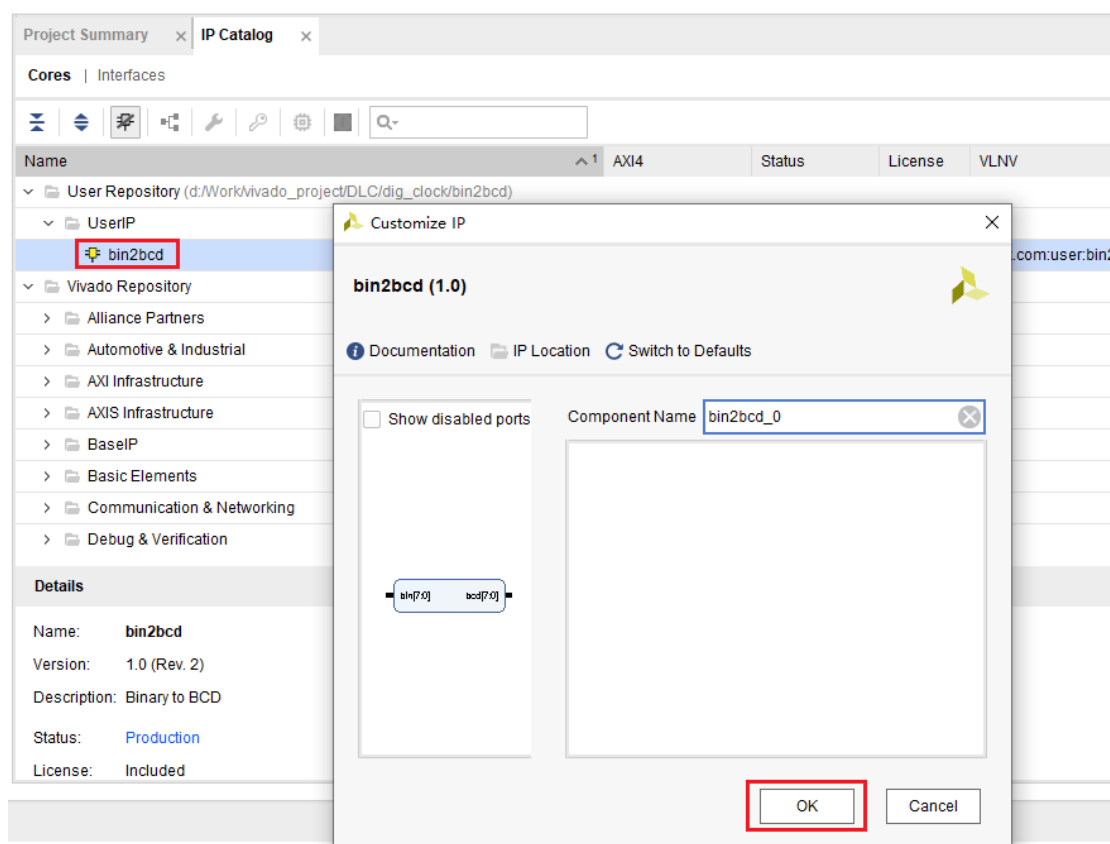 Project Summary × IP Catalog ×
Cores | Interfaces
Q-
Name 1 AXI4 Status License VLNV
User Repository (d:/Work/vivado_project/DLC/dig_clock/bin2bcd)
UserIP
bin2bcd
.com:user:bin2
Vivado Repository
Alliance Partners
Automotive & Industrial
AXI Infrastructure
AXIS Infrastructure
BaseIP
Basic Elements
Communication & Networking
Debug & Verification
Details
Name: bin2bcd
Version: 1.0 (Rev. 2)
Description: Binary to BCD
Status: Production
License: Included
Customize IP
bin2bcd (1.0)
Documentation IP Location Switch to Defaults
Show disabled ports
Component Name bin2bcd_0
bin[7:0] bcd[7:0]
OK Cancel